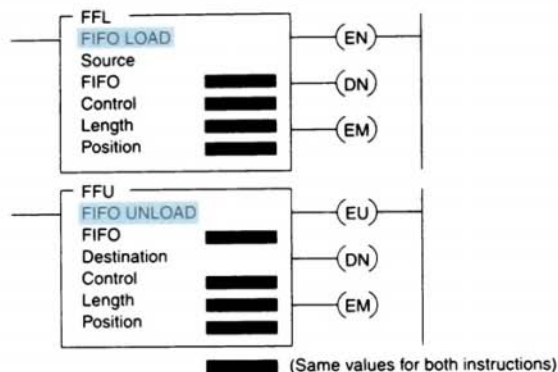 FFL
FIFO LOAD
(EN)
Source
FIFO
(DN)
Control
Length
(EM)
Position
FFU
FIFO UNLOAD
(EU)
FIFO
Destination
(DN)
Control
Length
(EM)
Position
(Same values for both instructions)